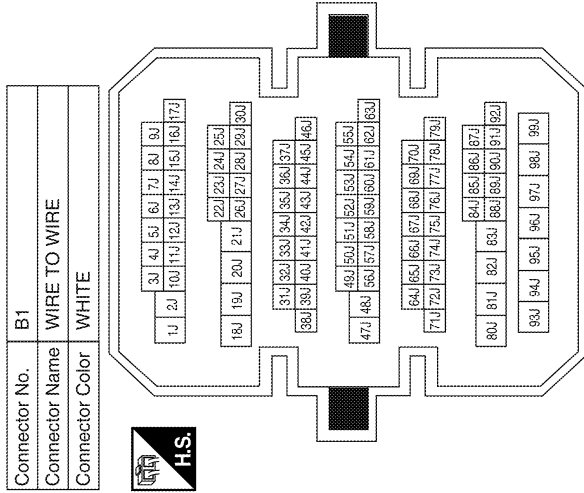 Connector No. B1
Connector Name WIRE TO WIRE
Connector Color WHITE
H.S.
3J 4J 5J 6J 7J 8J 9J
1J 2J 10J 11J 12J 13J 14J 15J 16J 17J
22J 23J 24J 25J
18J 19J 20J 21J 26J 27J 28J 29J 30J
31J 32J 33J 34J 35J 36J 37J
38J 39J 40J 41J 42J 43J 44J 45J 46J
49J 50J 51J 52J 53J 54J 55J
47J 48J 56J 57J 58J 59J 60J 61J 62J 63J
64J 65J 66J 67J 68J 69J 70J
71J 72J 73J 74J 75J 76J 77J 78J 79J
84J 85J 86J 87J
80J 81J 82J 83J 88J 89J 90J 91J 92J
93J 94J 95J 96J 97J 98J 99J